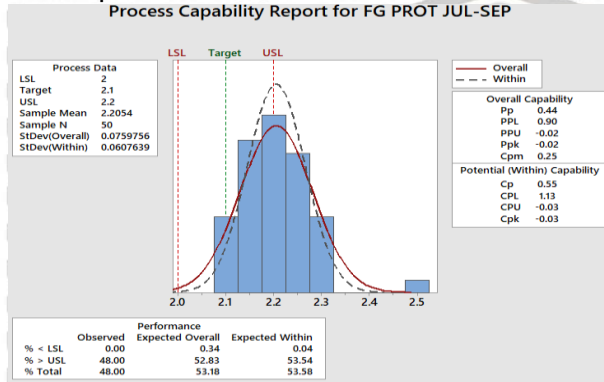 Process Capability Report for FG PROT JUL-SEP
LSL Target USL
Process Data
LSL 2
Target 2.1
USL 2.2
Sample Mean 2.2054
Sample N 50
StDev(Overall) 0.0759756
StDev(Within) 0.0607639
Overall
Within
Overall Capability
Pp 0.44
PPL 0.90
PPU -0.02
Ppk -0.02
Cpm 0.25
Potential (Within) Capability
Cp 0.55
CPL 1.13
CPU -0.03
Cpk -0.03
2.0 2.1 2.2 2.3 2.4 2.5
Performance
Observed Expected Overall Expected Within
% < LSL 0.00 0.34 0.04
% > USL 48.00 52.83 53.54
% Total 48.00 53.18 53.58